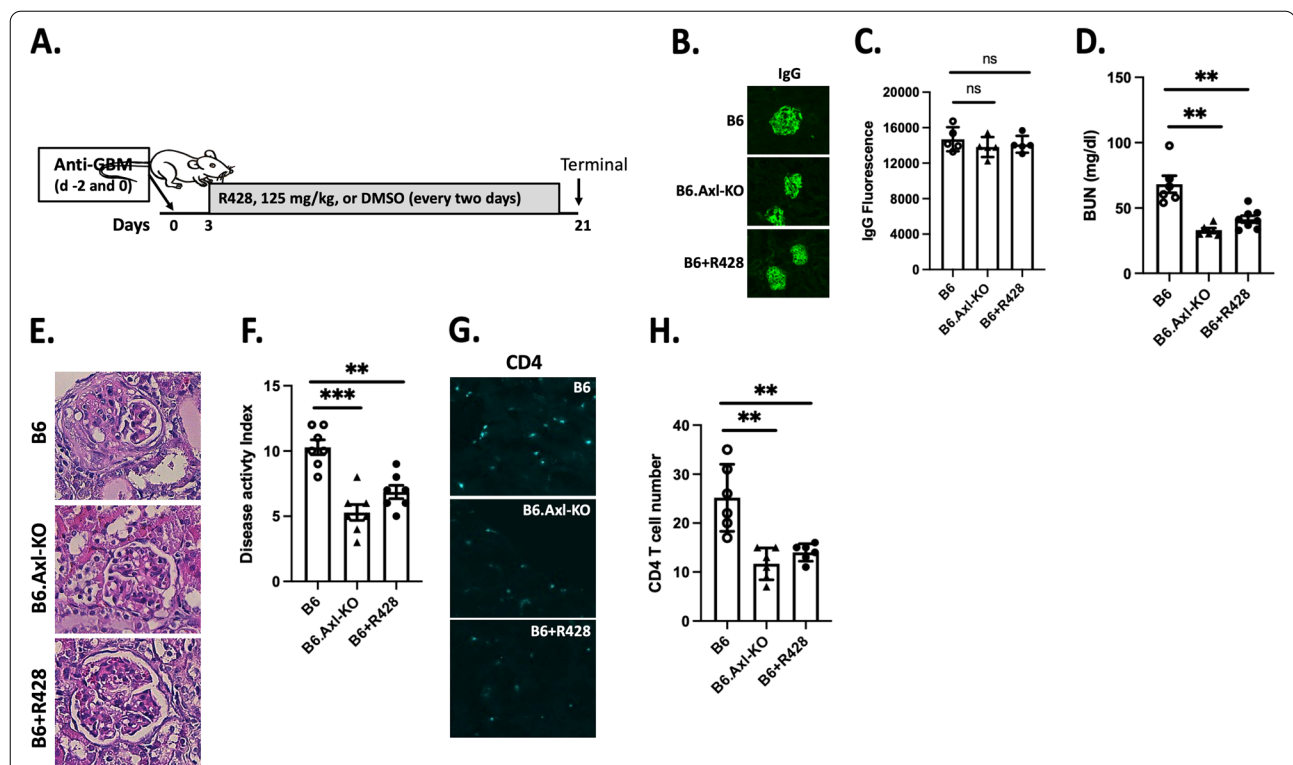 A.
Anti-GBM
(d -2 and 0)
R428, 125 mg/kg, or DMSO (every two days)
Terminal
Days 0 3 21
B.
IgG
B6
B6.Axl-KO
B6+R428
C.
ns
ns
IgG Fluorescence
20000
16000
12000
8000
4000
0
B6
B6.Axl-KO
B6+R428
D.
**
**
BUN (mg/dl)
150
100
50
0
B6
B6.Axl-KO
B6+R428
E.
B6
B6.Axl-KO
B6+R428
F.
**
***
Disease activty Index
15
10
5
0
B6
B6.Axl-KO
B6+R428
G.
CD4
B6
B6.Axl-KO
B6+R428
H.
**
**
CD4 T cell number
40
30
20
10
0
B6
B6.Axl-KO
B6+R428